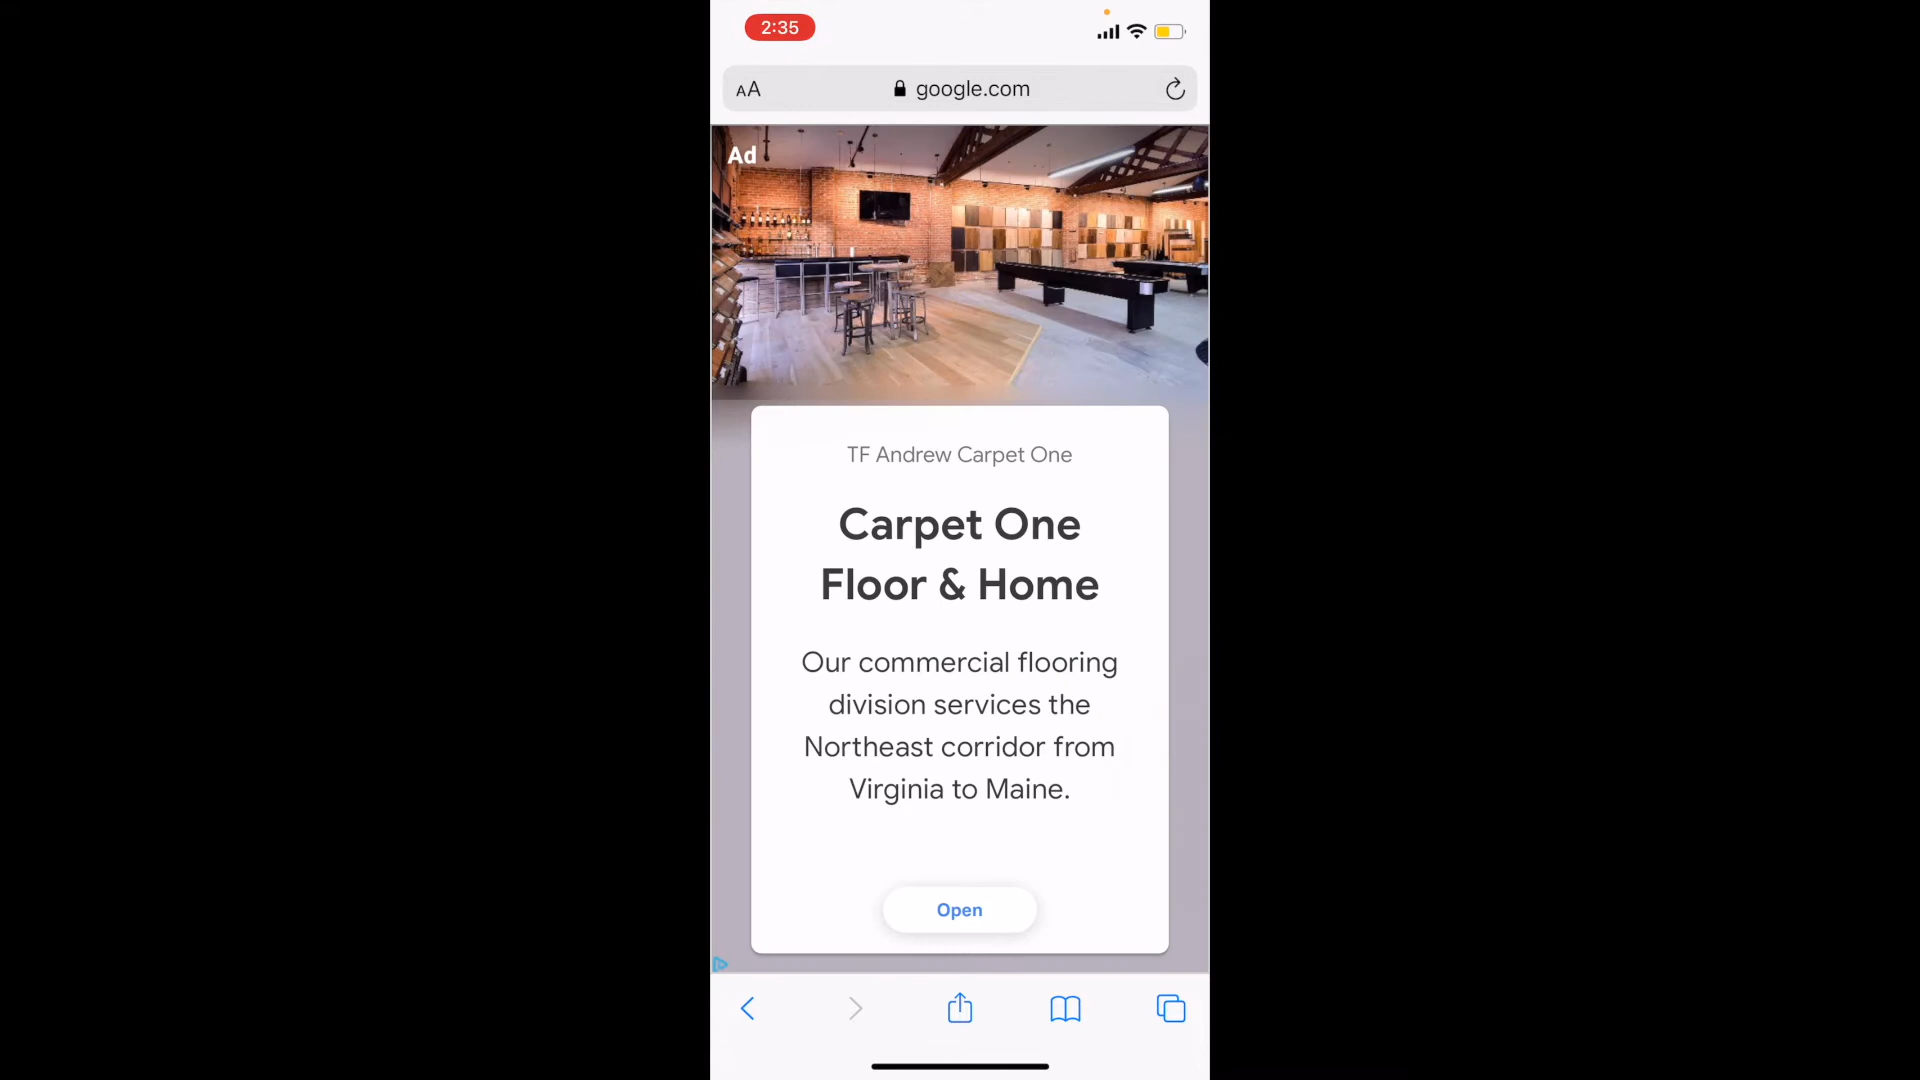 2:35
AA
google.com
Ad
TF Andrew Carpet One
Carpet One
Floor & Home
Our commercial flooring
division services the
Northeast corridor from
Virginia to Maine.
Open